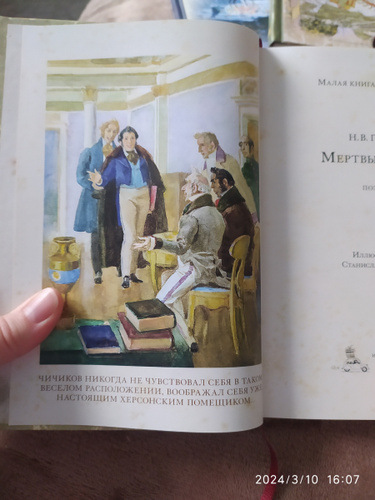 ЧИЧИКОВ НИКОГДА НЕ ЧУВСТВОВАЛ СЕБЯ В ТАКОМ
ВЕСЕЛОМ РАСПОЛОЖЕНИИ, ВООБРАЖАЛ СЕБЯ УЖЕ
НАСТОЯЩИМ ХЕРСОНСКИМ ПОМЕЩИКОМ
МАЛАЯ КНИГА
Н.В. Г
МЕРТВЫ
ПО
ИЛЛЮ
СТАНИСЛ
2024/3/10 16:07